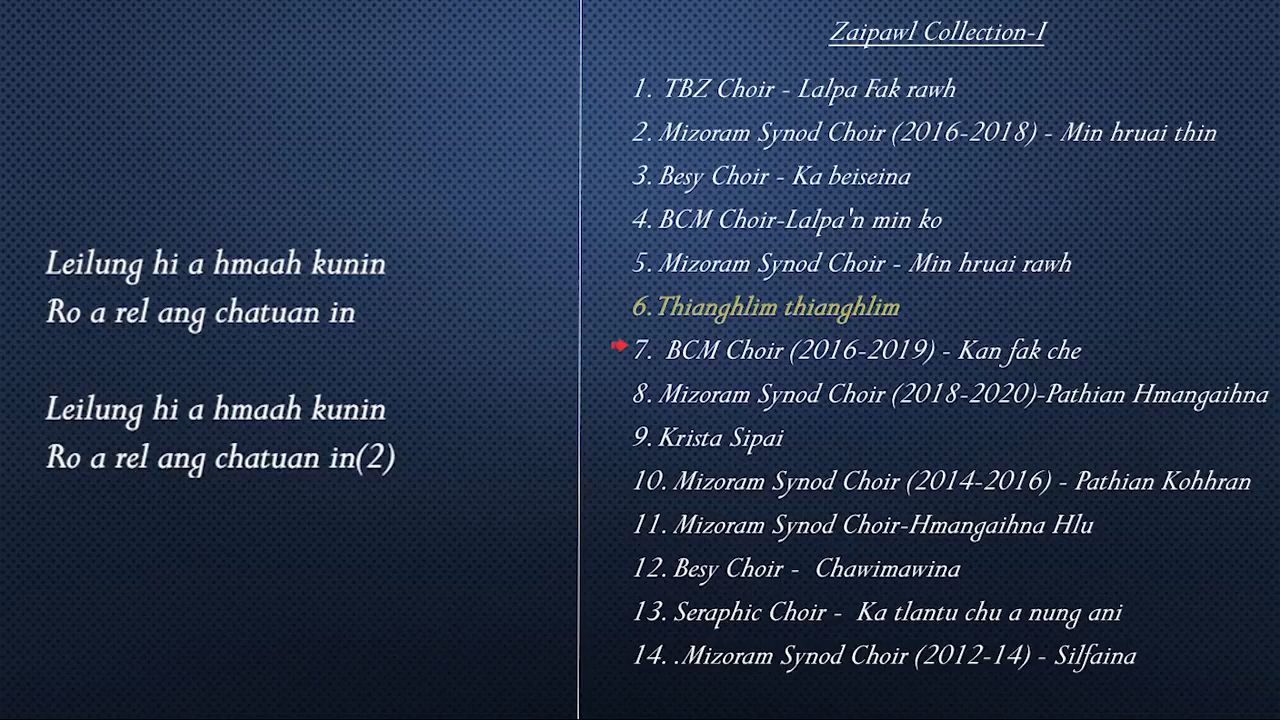 Leilung hi a hmaah kunin
Ro a rel ang chatuan in
Leilung hi a hmaah kunin
Ro a rel ang chatuan in(2)
Zaipawl Collection-I
1. TBZ Choir - Lalpa Fak rawh
2. Mizoram Synod Choir (2016-2018) - Min hruai thin
3. Besy Choir - Ka beiseina
4. BCM Choir-Lalpa'n min ko
5. Mizoram Synod Choir - Min hruai rawh
6. Thianghlim thianghlim
7. BCM Choir (2016-2019) - Kan fak che
8. Mizoram Synod Choir (2018-2020)-Pathian Hmangaihna
9. Krista Sipai
10. Mizoram Synod Choir (2014-2016) - Pathian Kohhran
11. Mizoram Synod Choir-Hmangaihna Hlu
12. Besy Choir - Chawimawina
13. Seraphic Choir - Ka tlantu chu a nung ani
14. .Mizoram Synod Choir (2012-14) - Silfaina